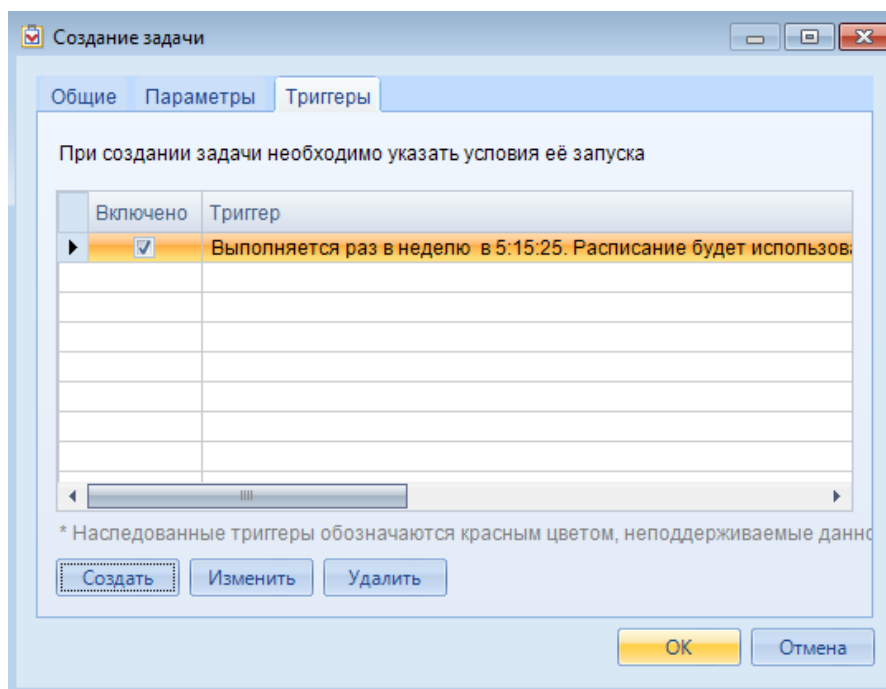 Создание задачи
Общие Параметры Триггеры
При создании задачи необходимо указать условия её запуска
Включено Триггер
Выполняется раз в неделю в 5:15:25. Расписание будет использова
* Наследованные триггеры обозначаются красным цветом, неподдерживаемые данно
Создать Изменить Удалить
ОК Отмена